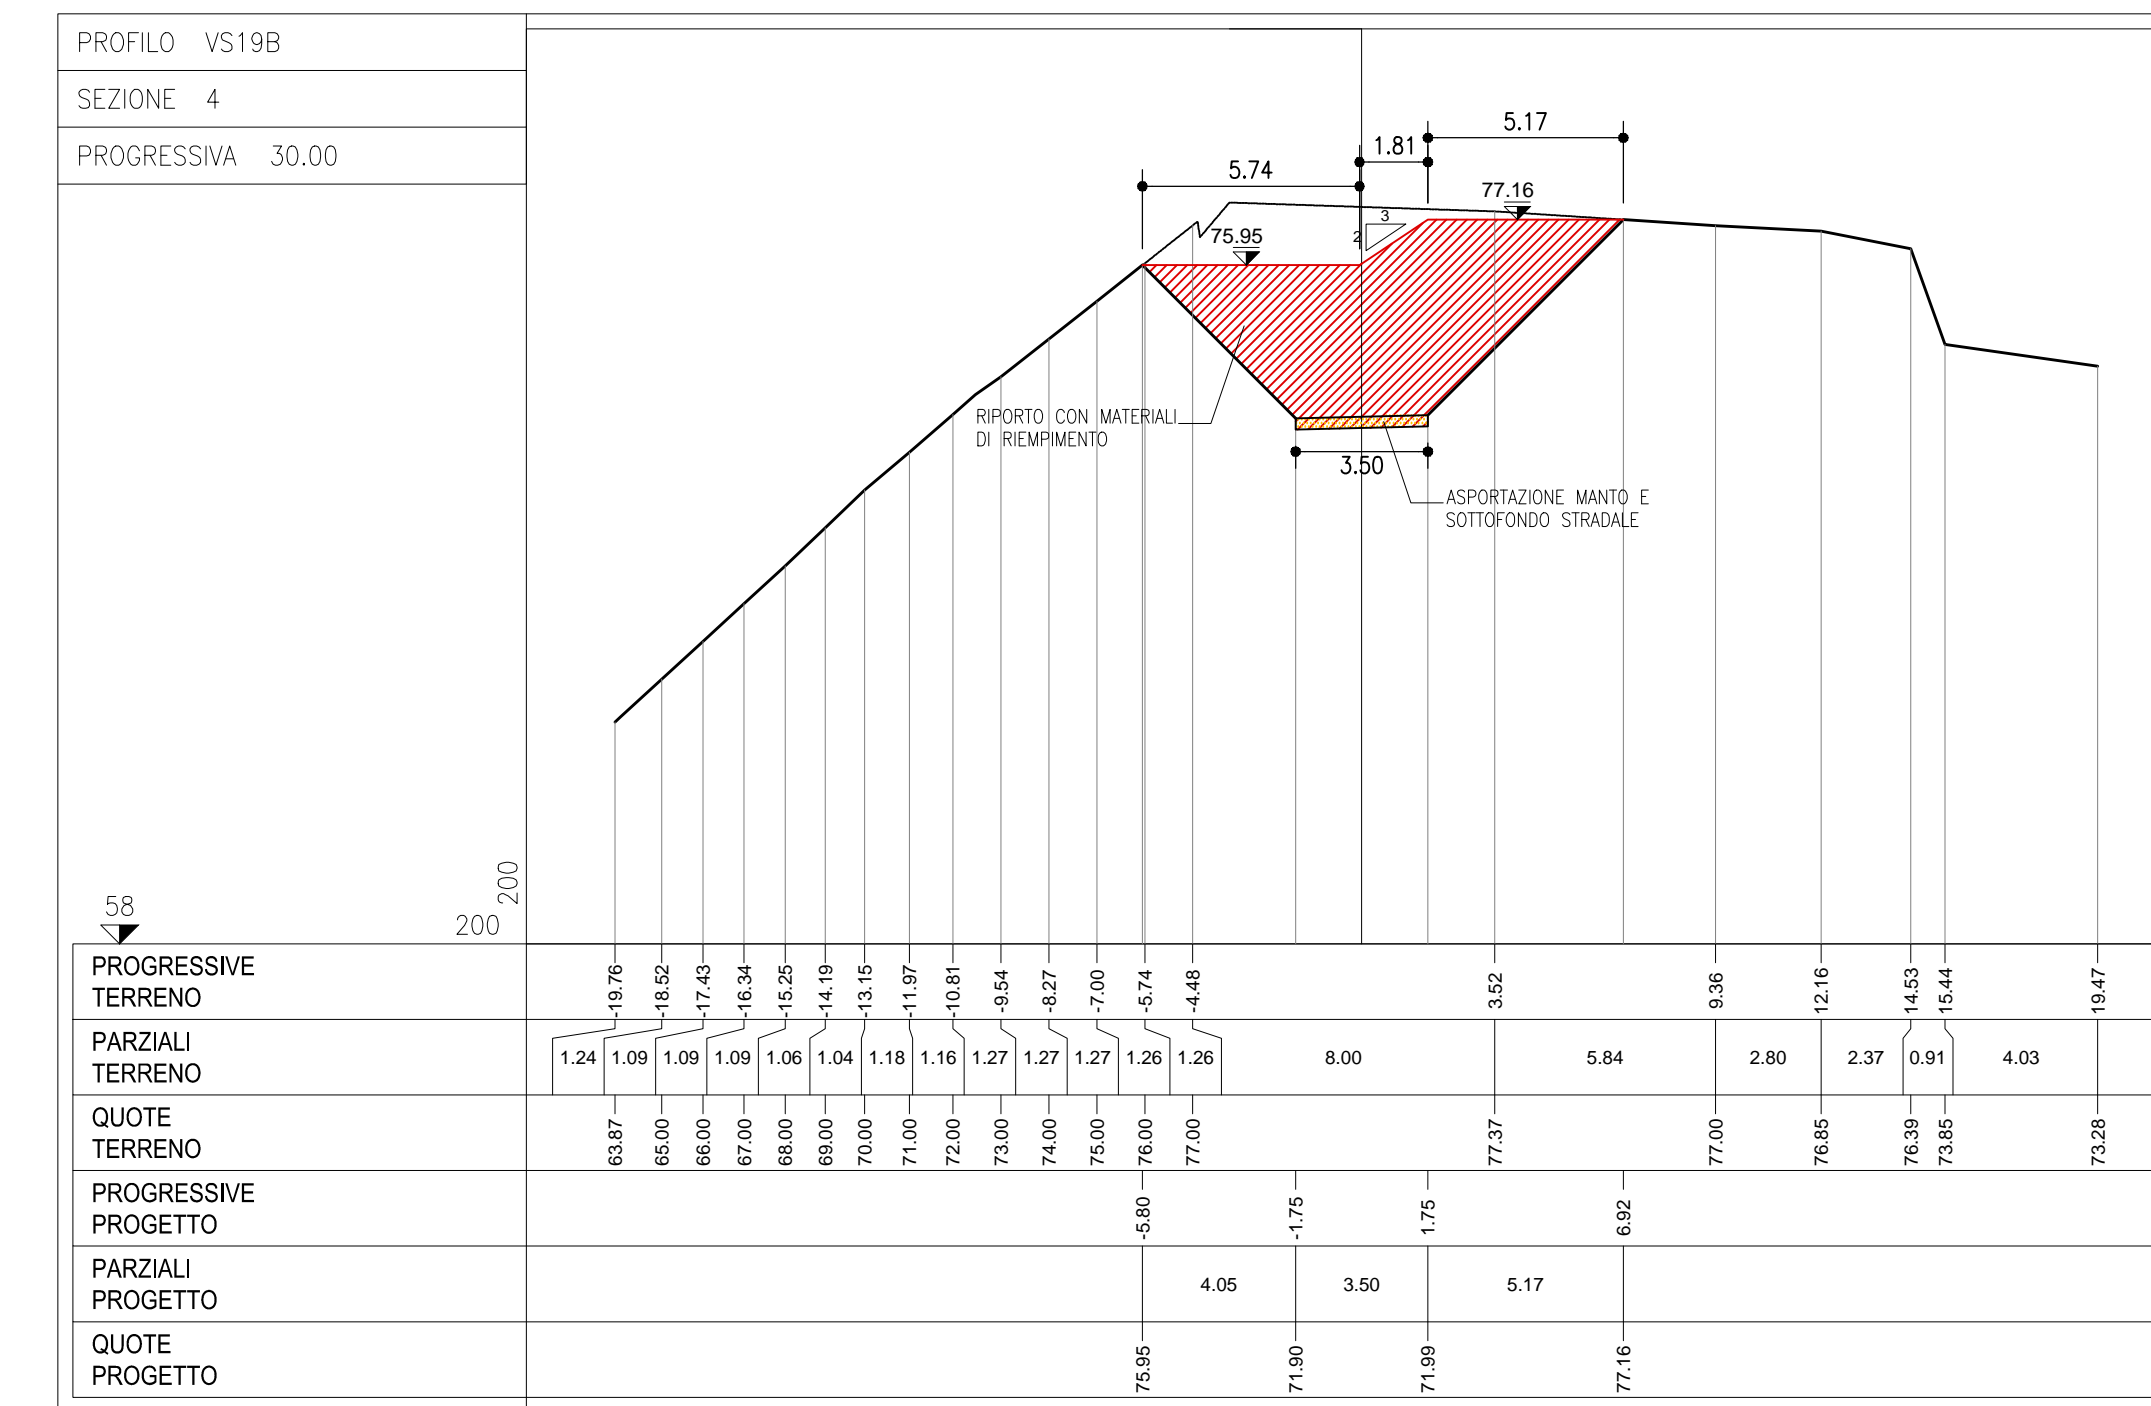 PROFILO VS19B
SEZIONE 4
PROGRESSIVA 30.00
5.17
1.81
5.74
77.16
3
2
75.95
RIPORTO CON MATERIALI
DI RIEMPIMENTO
3.50
ASPORTAZIONE MANTO E
SOTTOFONDO STRADALE
200
58
200
PROGRESSIVE
TERRENO
-19.76 -18.52 -17.43 -16.34 -15.25 -14.19 -13.15 -11.97 -10.81 -9.54 -8.27 -7.00 -5.74 -4.48 3.52 9.36 12.16 14.53 15.44 19.47
PARZIALI
TERRENO
1.24 1.09 1.09 1.09 1.06 1.04 1.18 1.16 1.27 1.27 1.27 1.26 1.26 8.00 5.84 2.80 2.37 0.91 4.03
QUOTE
TERRENO
63.87 65.00 66.00 67.00 68.00 69.00 70.00 71.00 72.00 73.00 74.00 75.00 76.00 77.00 77.37 77.00 76.85 76.39 73.85 73.28
PROGRESSIVE
PROGETTO
-5.80 -1.75 1.75 6.92
PARZIALI
PROGETTO
4.05 3.50 5.17
QUOTE
PROGETTO
75.95 71.90 71.99 77.16